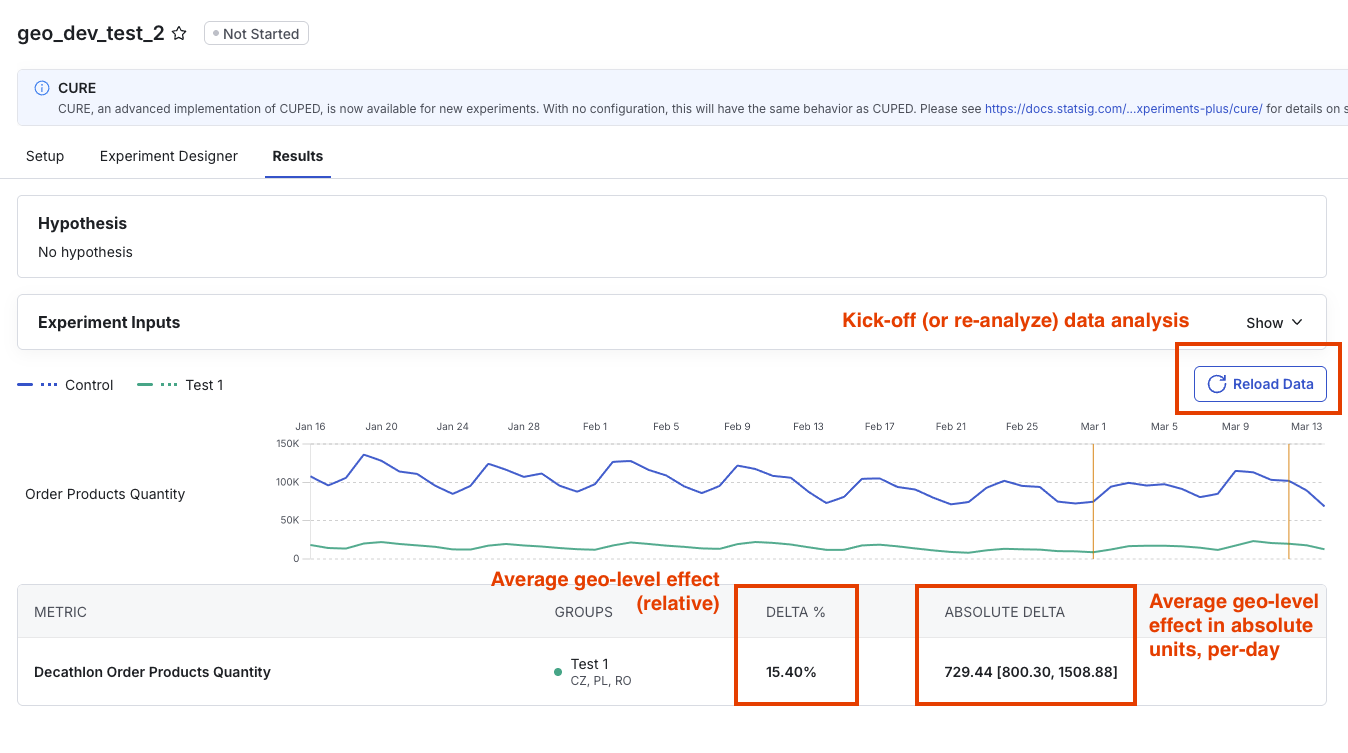 geo_dev_test_2
Not Started
CURE
CURE, an advanced implementation of CUPED, is now available for new experiments. With no configuration, this will have the same behavior as CUPED. Please see https://docs.statsig.com/...xperiments-plus/cure/ for details on s
Setup Experiment Designer Results
Hypothesis
No hypothesis
Experiment Inputs
Kick-off (or re-analyze) data analysis
Show
Control Test 1
Reload Data
Jan 16 Jan 20 Jan 24 Jan 28 Feb 1 Feb 5 Feb 9 Feb 13 Feb 17 Feb 21 Feb 25 Mar 1 Mar 5 Mar 9 Mar 13
150K
100K
Order Products Quantity
50K
0
Average geo-level effect
(relative)
Average geo-level
effect in absolute
units, per-day
METRIC GROUPS DELTA % ABSOLUTE DELTA
Decathlon Order Products Quantity
Test 1
CZ, PL, RO
15.40%
729.44 [800.30, 1508.88]